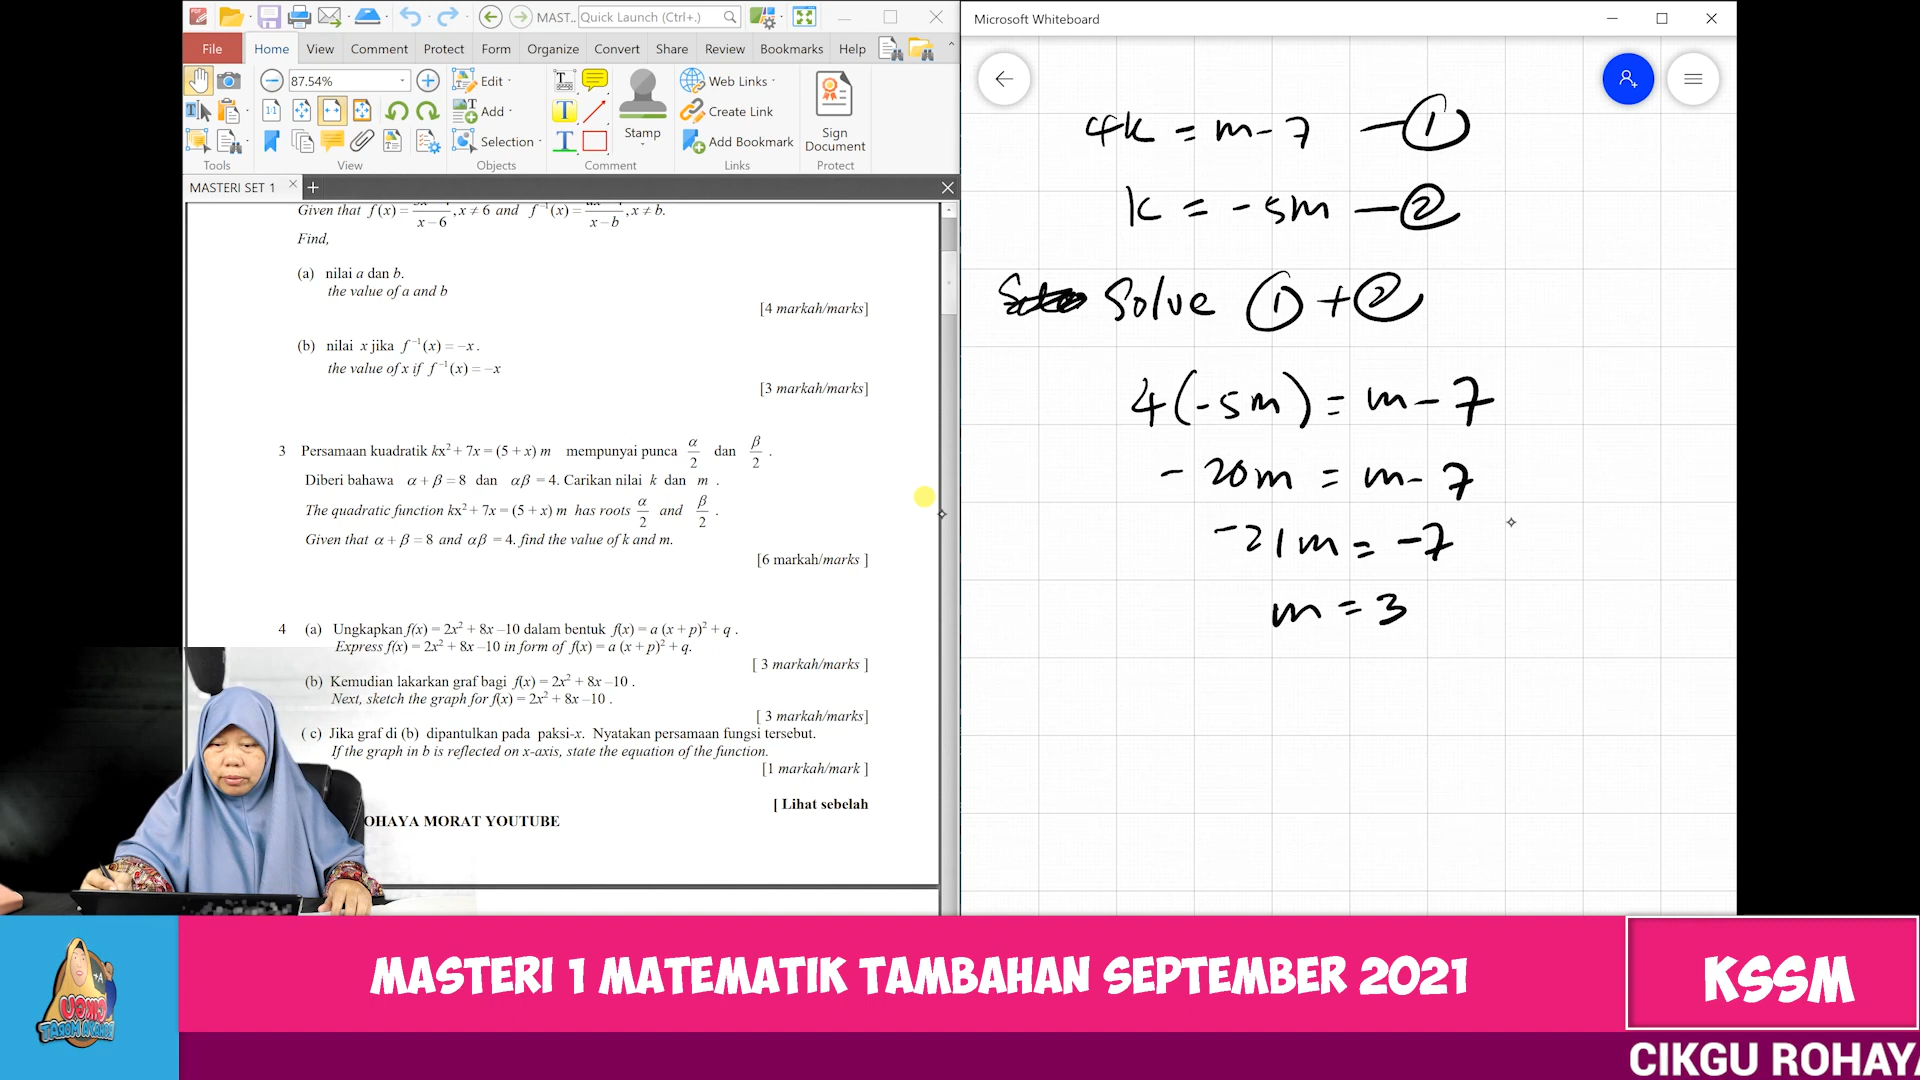 MAST..
Quick Launch (Ctrl+.)
File Home View Comment Protect Form Organize Convert Share Review Bookmarks Help
87.54%
Edit
Add
Selection
Stamp
Web Links
Create Link
Add Bookmark
Sign
Document
Tools View Objects Comment Links Protect
MASTERI SET 1
Given that f(x) = /x – 6, x ≠ 6 and f⁻¹(x) = /x – b, x ≠ b.
Find,
(a) nilai a dan b.
the value of a and b
[4 markah/marks]
(b) nilai x jika f⁻¹(x) = –x .
the value of x if f⁻¹(x) = –x
[3 markah/marks]
3 Persamaan kuadratik kx² + 7x = (5 + x) m mempunyai punca α/2 dan β/2 .
Diberi bahawa α + β = 8 dan αβ = 4. Carikan nilai k dan m .
The quadratic function kx² + 7x = (5 + x) m has roots α/2 and β/2 .
Given that α + β = 8 and αβ = 4. find the value of k and m.
[6 markah/marks ]
4 (a) Ungkapkan f(x) = 2x² + 8x –10 dalam bentuk f(x) = a (x + p)² + q .
Express f(x) = 2x² + 8x –10 in form of f(x) = a (x + p)² + q.
[ 3 markah/marks ]
(b) Kemudian lakarkan graf bagi f(x) = 2x² + 8x –10 .
Next, sketch the graph for f(x) = 2x² + 8x –10 .
[ 3 markah/marks]
( c) Jika graf di (b) dipantulkan pada paksi-x. Nyatakan persamaan fungsi tersebut.
If the graph in b is reflected on x-axis, state the equation of the function.
[1 markah/mark ]
[ Lihat sebelah
OHAYA MORAT YOUTUBE
Microsoft Whiteboard
4k = m - 7 — ①
k = -5m — ②
Solve ① + ②
4(-5m) = m - 7
-20m = m - 7
-21m = -7
m = 3
MASTERI 1 MATEMATIK TAMBAHAN SEPTEMBER 2021
KSSM
CIKGU ROHAYA